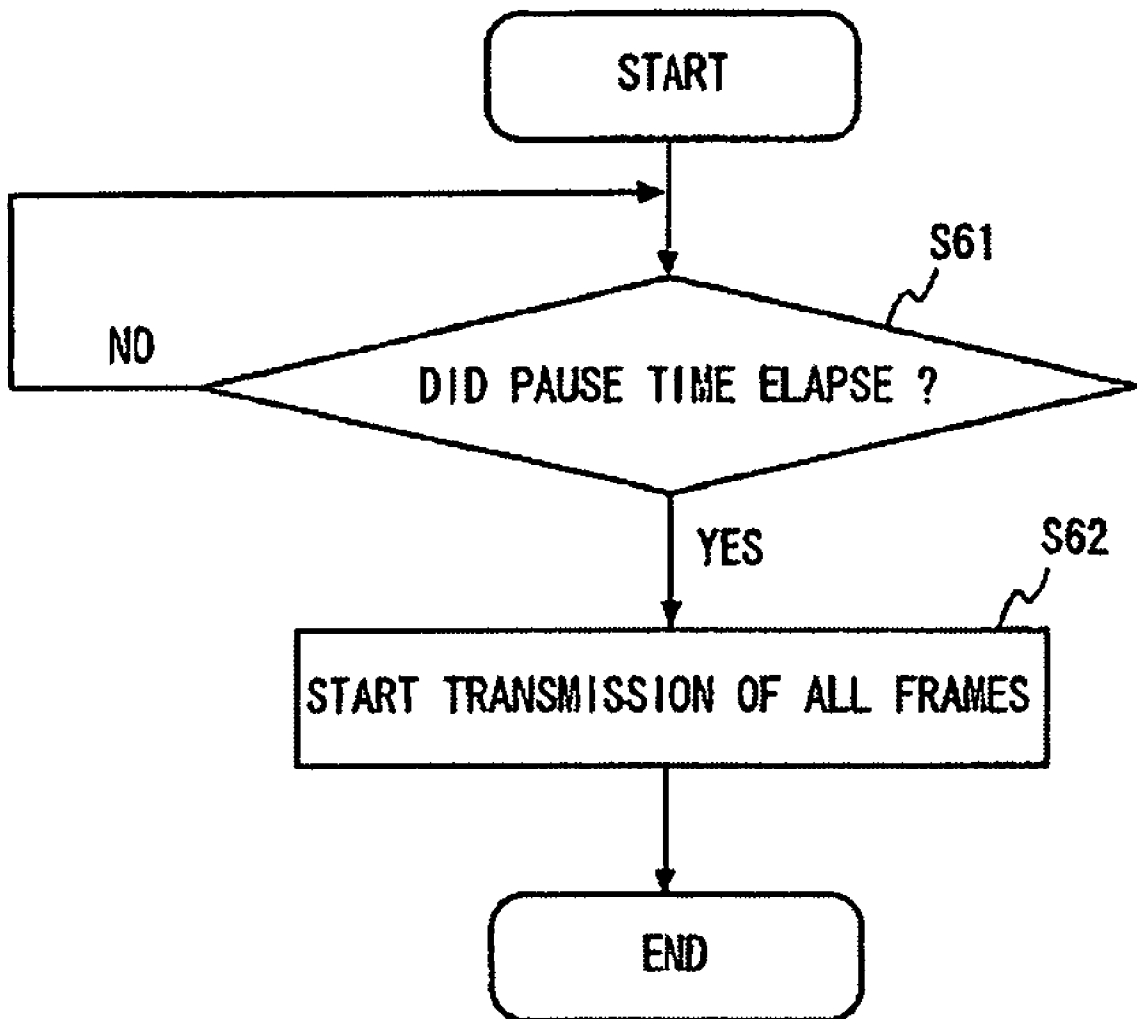 START
S61
NO
DID PAUSE TIME ELAPSE ?
YES
S62
START TRANSMISSION OF ALL FRAMES
END